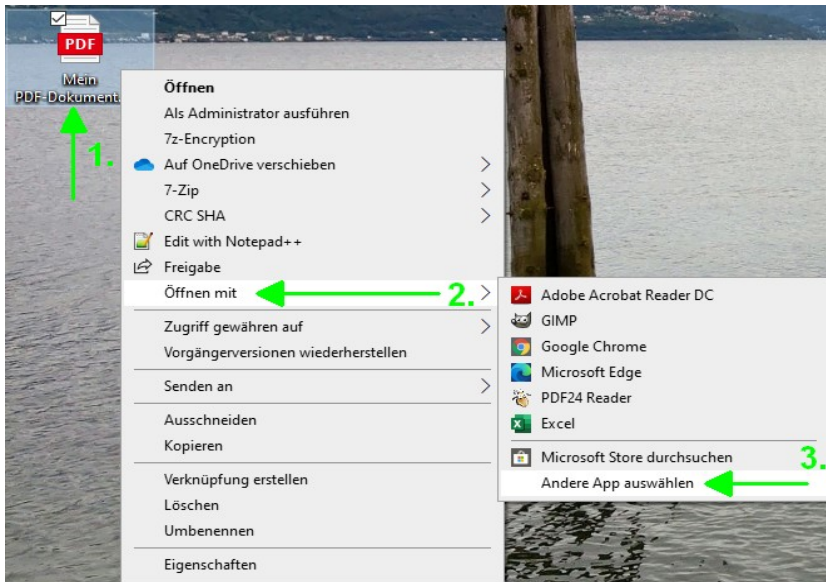 PDF
Mein
PDF-Dokument
1.
Öffnen
Als Administrator ausführen
7z-Encryption
Auf OneDrive verschieben
7-Zip
CRC SHA
Edit with Notepad++
Freigabe
Öffnen mit
2.
Zugriff gewähren auf
Vorgängerversionen wiederherstellen
Senden an
Ausschneiden
Kopieren
Verknüpfung erstellen
Löschen
Umbenennen
Eigenschaften
Adobe Acrobat Reader DC
GIMP
Google Chrome
Microsoft Edge
PDF24 Reader
Excel
Microsoft Store durchsuchen
3.
Andere App auswählen